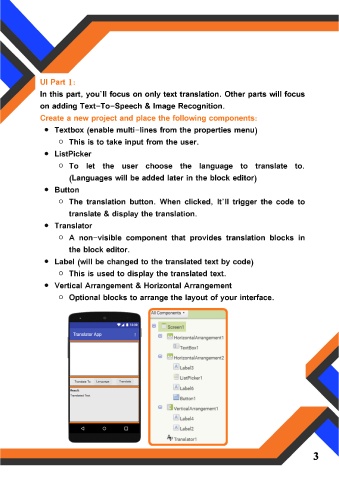 UI Part 1:
In this part, you'll focus on only text translation. Other parts will focus
on adding Text-To-Speech & Image Recognition.
Create a new project and place the following components:
● Textbox (enable multi-lines from the properties menu)
○ This is to take input from the user.
● ListPicker
○ To let the user choose the language to translate to.
(Languages will be added later in the block editor)
● Button
○ The translation button. When clicked, It'll trigger the code to
translate & display the translation.
● Translator
○ A non-visible component that provides translation blocks in
the block editor.
● Label (will be changed to the translated text by code)
○ This is used to display the translated text.
● Vertical Arrangement & Horizontal Arrangement
○ Optional blocks to arrange the layout of your interface.
Translator App
Translate To Languages Translate
Result:
Translated Text
All Components
Screen1
HorizontalArrangement1
TextBox1
HorizontalArrangement2
Label3
ListPicker1
Label6
Button1
VerticalArrangement1
Label4
Label2
Translator1
3